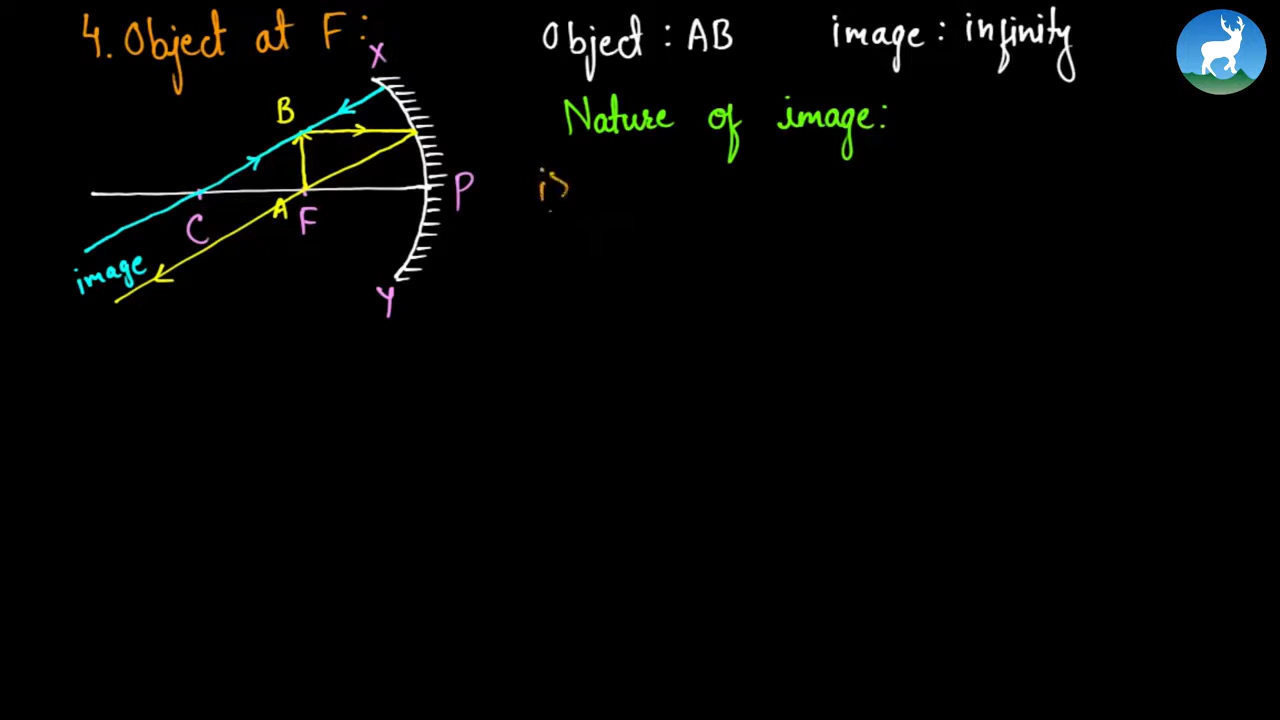 4. Object at F:
Object : AB
image : infinity
X
B
Nature of image:
i>
P
A
F
C
image
Y